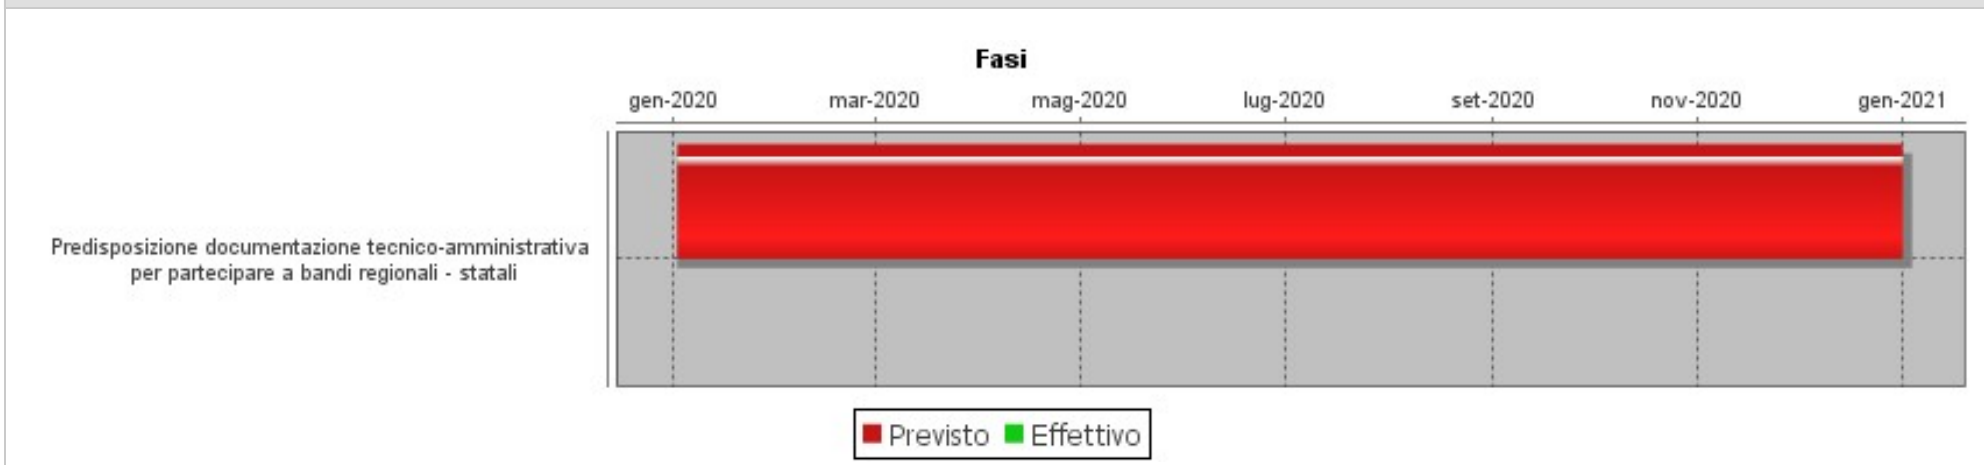 Fasi
gen-2020 mar-2020 mag-2020 lug-2020 set-2020 nov-2020 gen-2021
Predisposizione documentazione tecnico-amministrativa
per partecipare a bandi regionali - statali
Previsto Effettivo